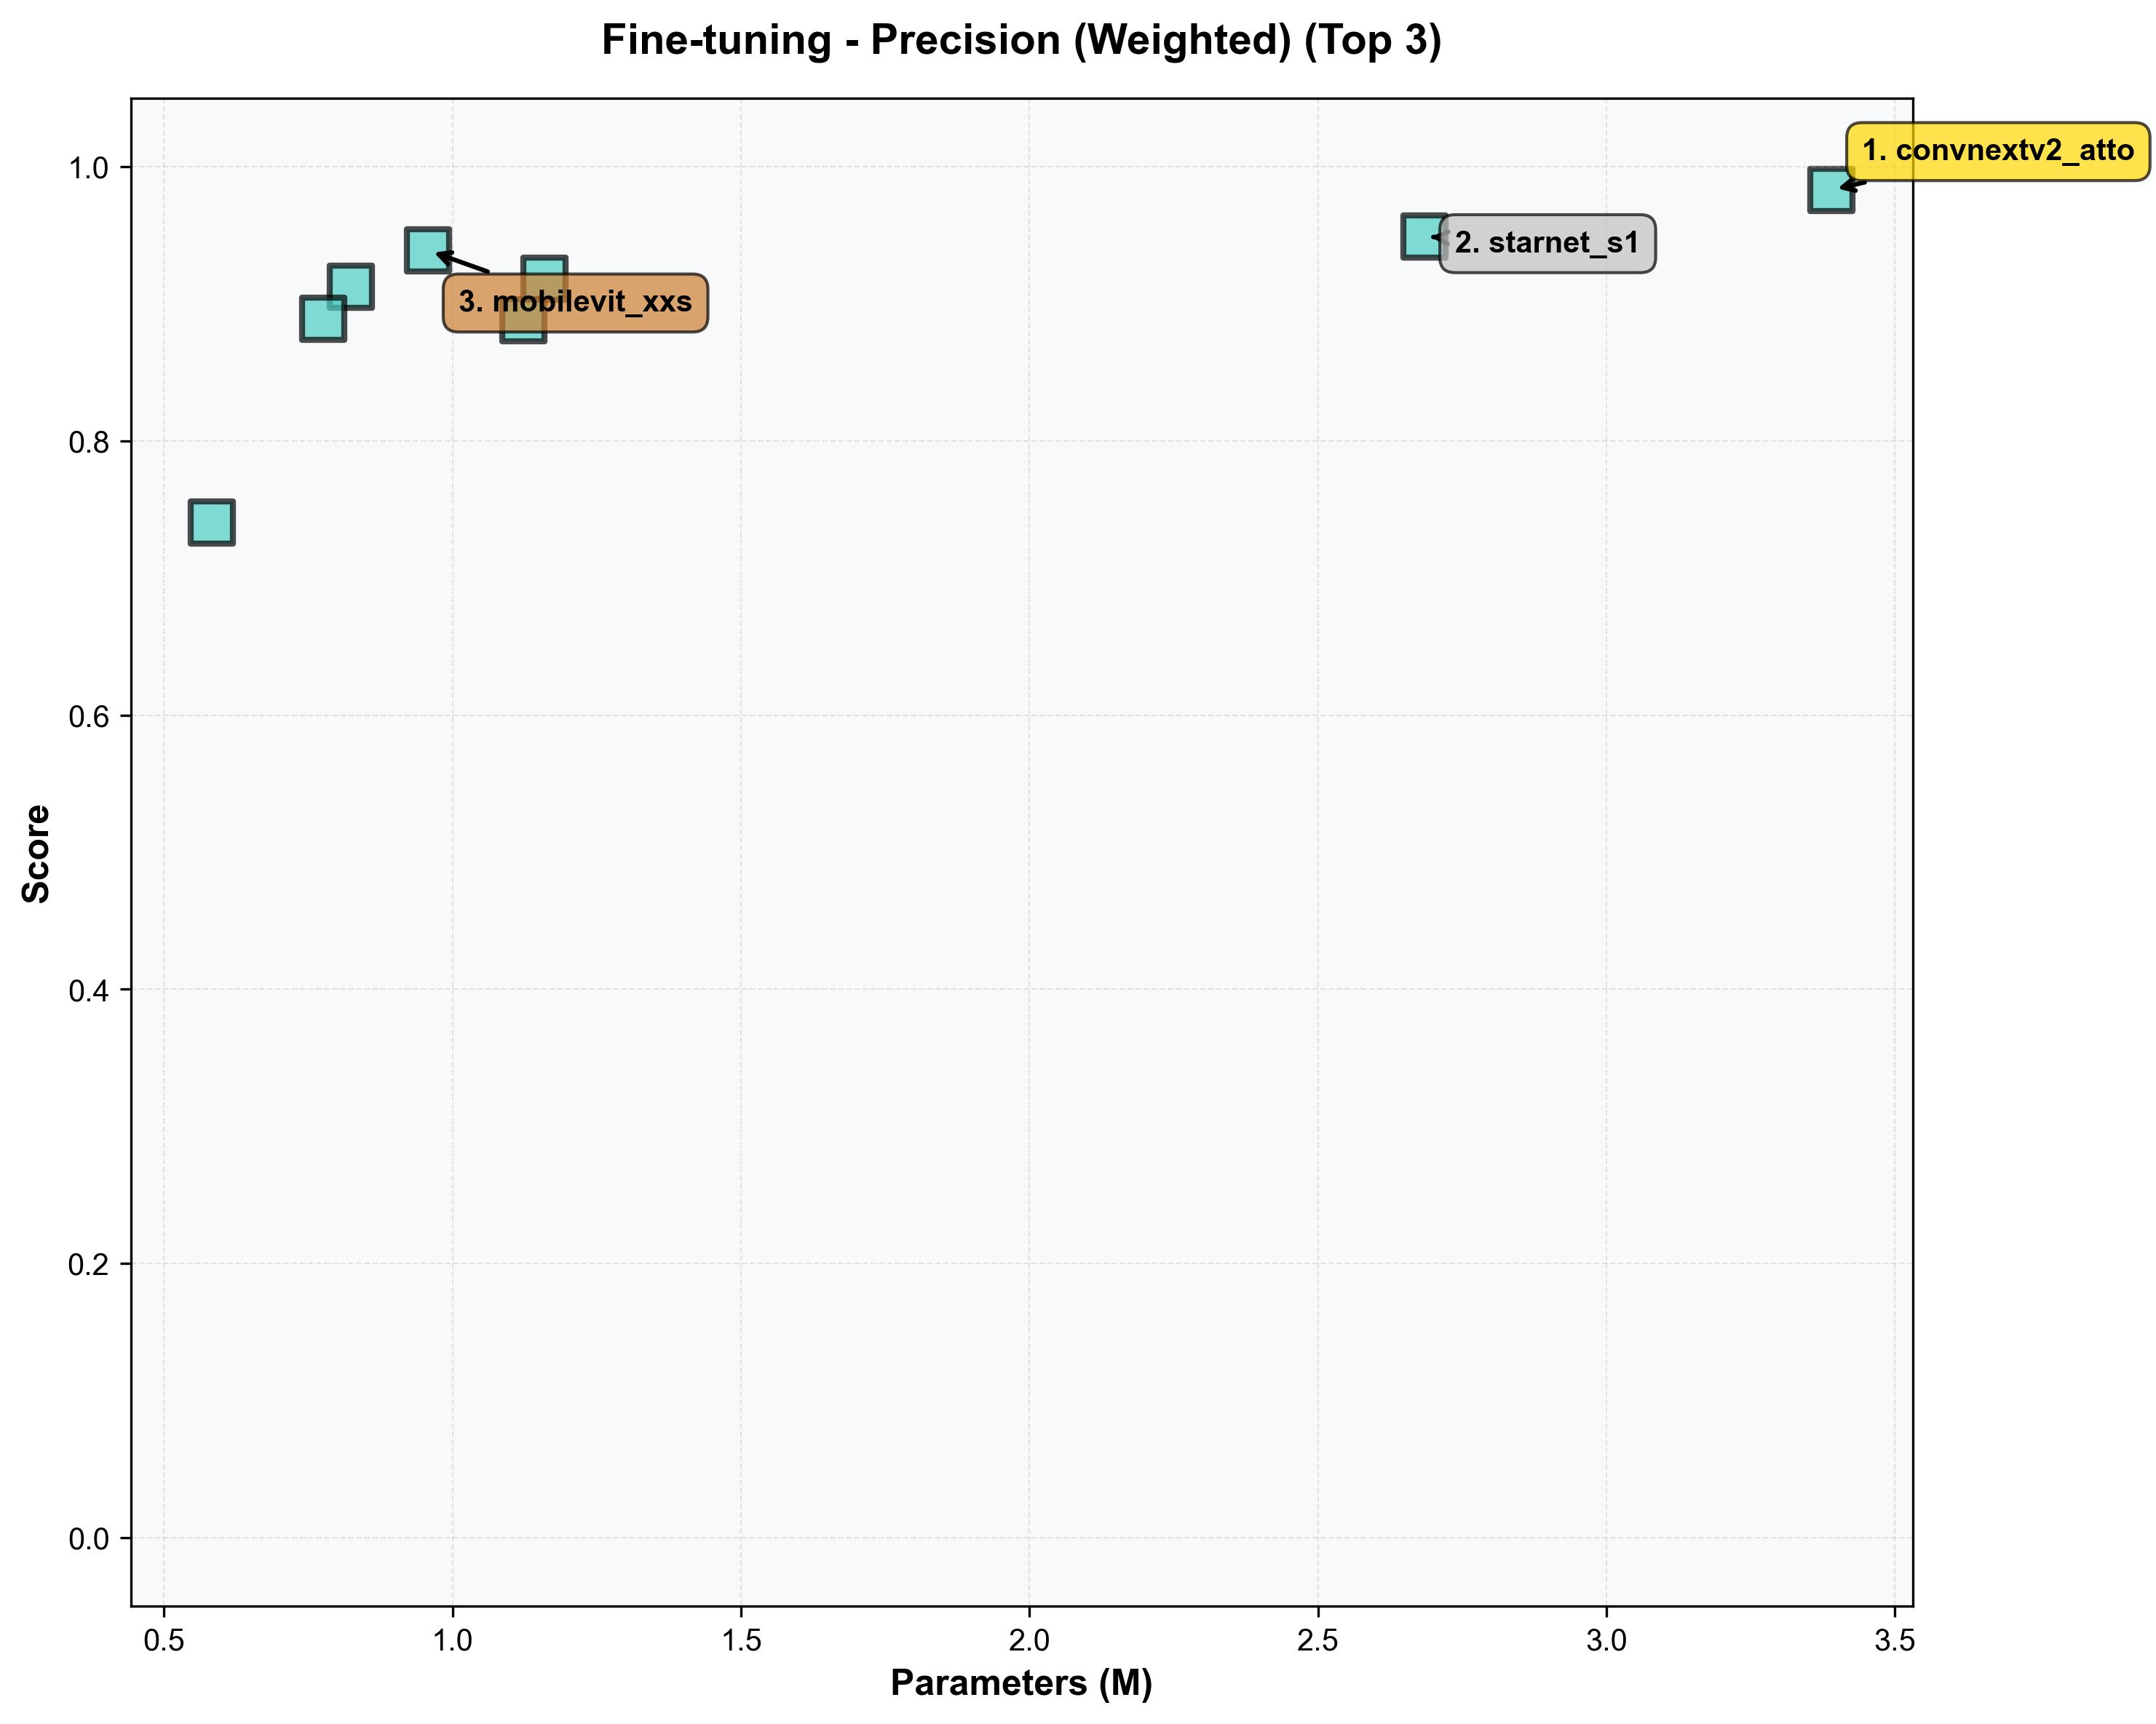 Fine-tuning - Precision (Weighted) (Top 3)
1. convnextv2_atto
2. starnet_s1
3. mobilevit_xxs
1.0
0.8
0.6
0.4
0.2
0.0
Score
0.5 1.0 1.5 2.0 2.5 3.0 3.5
Parameters (M)